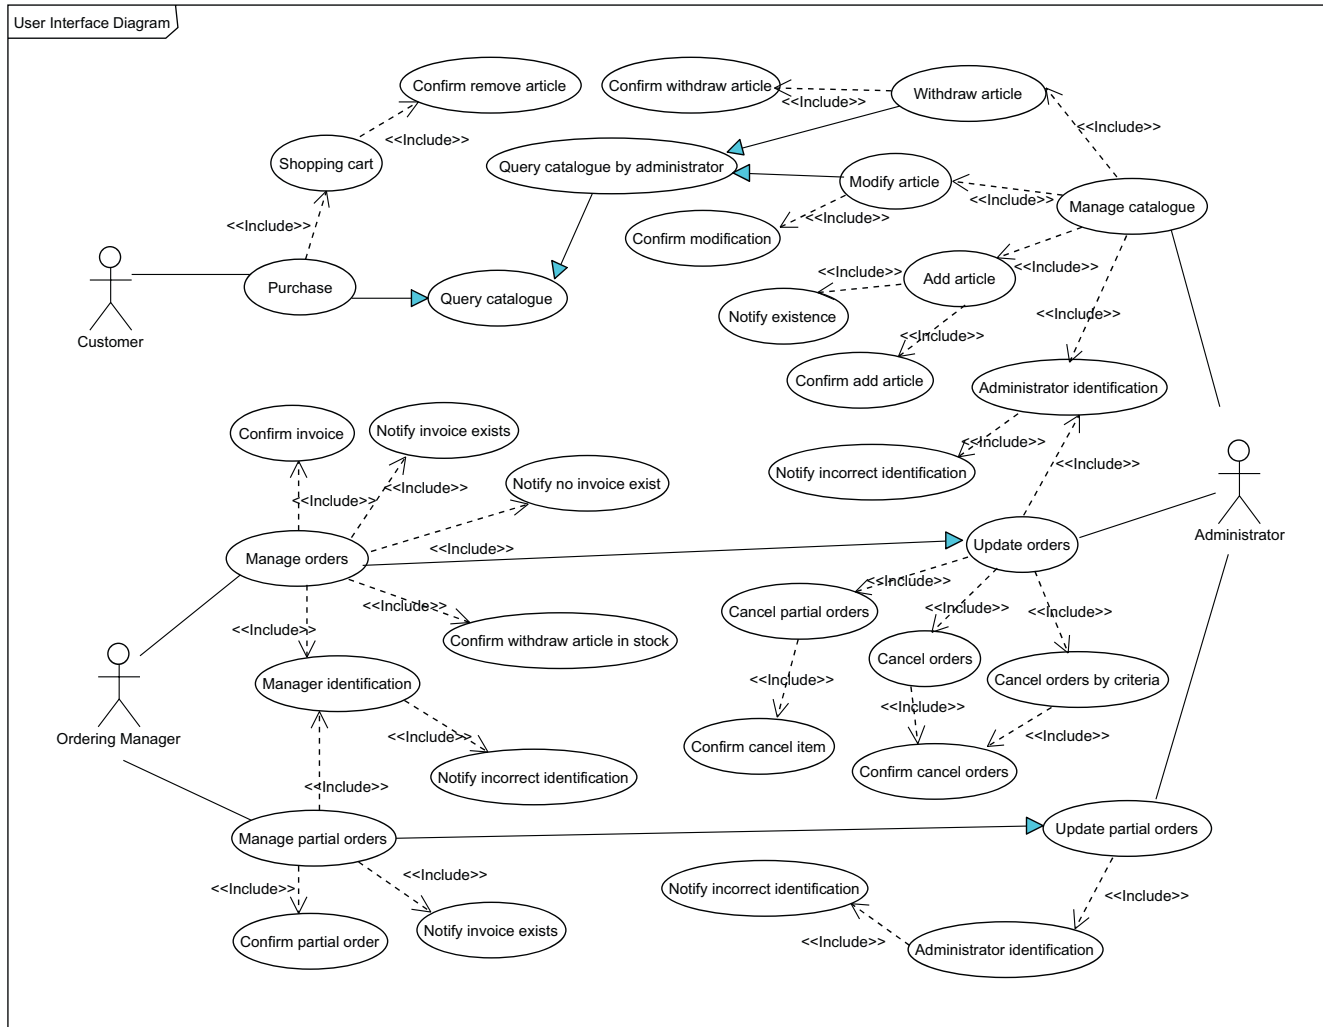 User Interface Diagram
Confirm remove article
Confirm withdraw article
Withdraw article
<<Include>>
<<Include>>
<<Include>>
Shopping cart
Query catalogue by administrator
Modify article
<<Include>>
Manage catalogue
<<Include>>
<<Include>>
Confirm modification
Purchase
Query catalogue
<<Include>>
Add article
<<Include>>
Customer
Notify existence
<<Include>>
<<Include>>
Confirm add article
Administrator identification
Confirm invoice
Notify invoice exists
<<Include>>
Notify incorrect identification
<<Include>>
<<Include>>
<<Include>>
Notify no invoice exist
Administrator
Manage orders
<<Include>>
Update orders
<<Include>>
<<Include>>
<<Include>>
<<Include>>
Cancel partial orders
<<Include>>
Confirm withdraw article in stock
Cancel orders
Manager identification
<<Include>>
Cancel orders by criteria
Ordering Manager
<<Include>>
<<Include>>
<<Include>>
Confirm cancel item
Notify incorrect identification
Confirm cancel orders
<<Include>>
Manage partial orders
Update partial orders
<<Include>>
<<Include>>
Notify incorrect identification
<<Include>>
Confirm partial order
Notify invoice exists
<<Include>>
Administrator identification